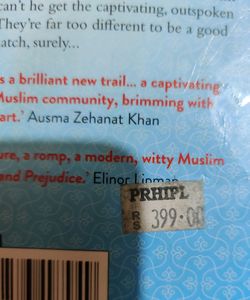 can't he get the captivating, outspoken
They're far too different to be a good
atch, surely...
s a brilliant new trail... a captivating
Muslim community, brimming with
art.' Ausma Zehanat Khan
ure, a romp, a modern, witty Muslim
and Prejudice.' Elinor Lipman
PRHIPL
RS 399.00